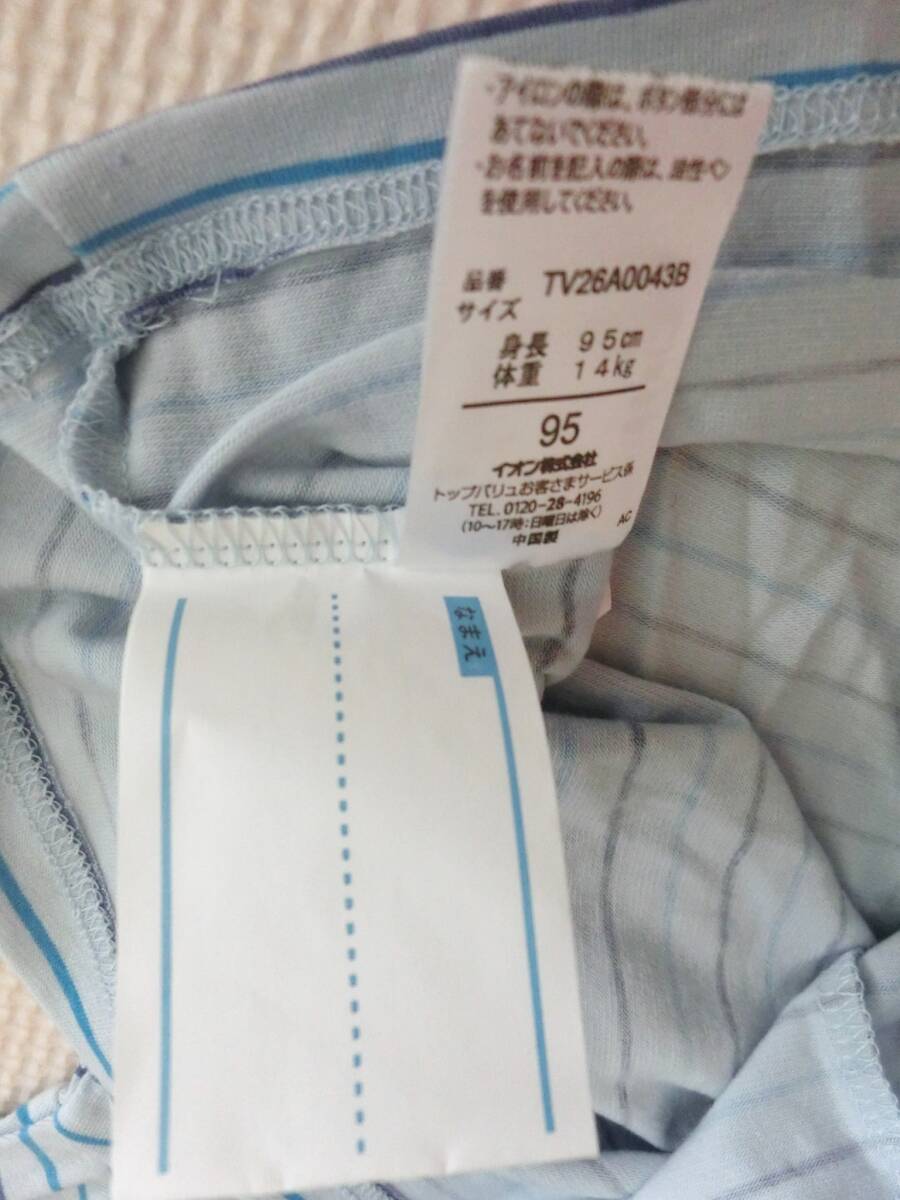 ・アイロンの際は、ボタン部分には
あてないでください。
・お名前を記入の際は、油性ペン
を使用してください。
品番 TV26A0043B
サイズ
身長 95cm
体重 14kg
95
イオン株式会社
トップバリュお客さまサービス係
TEL. 0120-28-4196
(10〜17時：日曜日は除く)
中国製 AC
なまえ